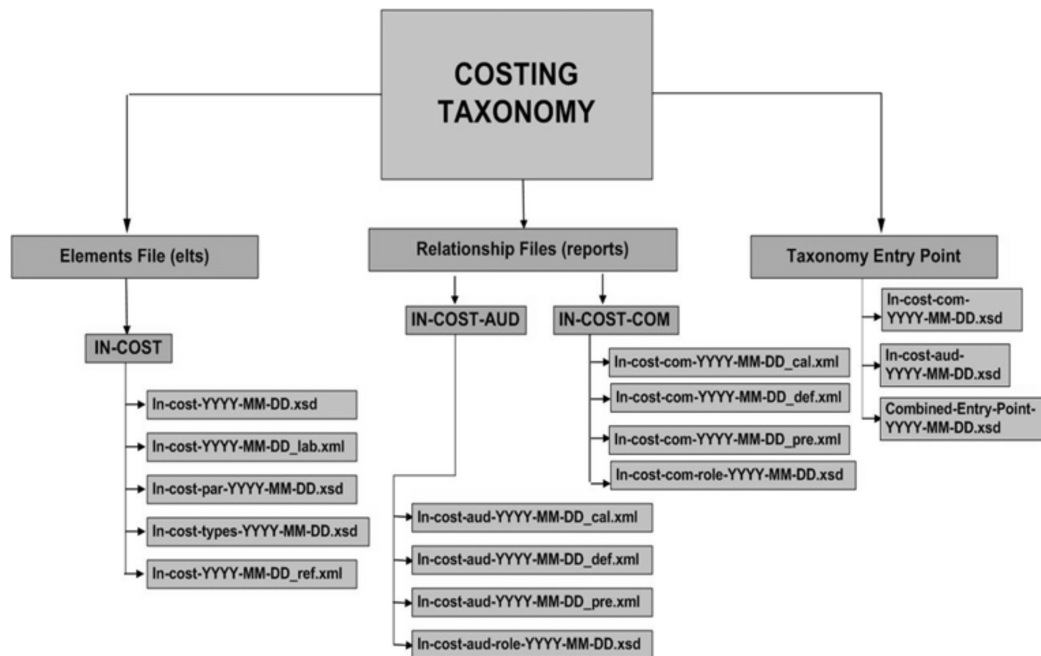 COSTING
TAXONOMY
Elements File (elts)
Relationship Files (reports)
Taxonomy Entry Point
IN-COST
IN-COST-AUD
IN-COST-COM
In-cost-YYYY-MM-DD.xsd
In-cost-YYYY-MM-DD_lab.xml
In-cost-par-YYYY-MM-DD.xsd
In-cost-types-YYYY-MM-DD.xsd
In-cost-YYYY-MM-DD_ref.xml
In-cost-aud-YYYY-MM-DD_cal.xml
In-cost-aud-YYYY-MM-DD_def.xml
In-cost-aud-YYYY-MM-DD_pre.xml
In-cost-aud-role-YYYY-MM-DD.xsd
In-cost-com-YYYY-MM-DD_cal.xml
In-cost-com-YYYY-MM-DD_def.xml
In-cost-com-YYYY-MM-DD_pre.xml
In-cost-com-role-YYYY-MM-DD.xsd
In-cost-com-
YYYY-MM-DD.xsd
In-cost-aud-
YYYY-MM-DD.xsd
Combined-Entry-Point-
YYYY-MM-DD.xsd